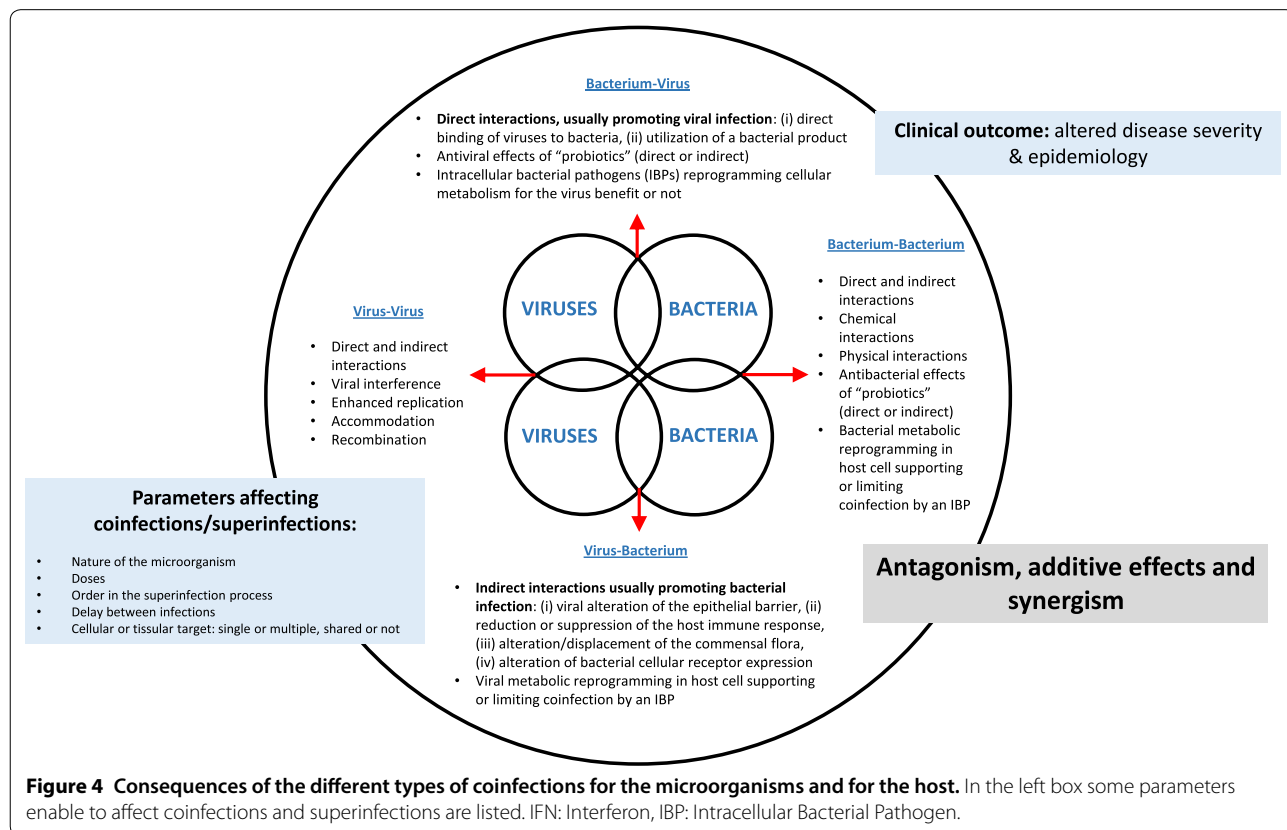 Bacterium-Virus
• Direct interactions, usually promoting viral infection: (i) direct
binding of viruses to bacteria, (ii) utilization of a bacterial product
• Antiviral effects of “probiotics” (direct or indirect)
• Intracellular bacterial pathogens (IBPs) reprogramming cellular
metabolism for the virus benefit or not
Clinical outcome: altered disease severity
& epidemiology
Virus-Virus
• Direct and indirect
interactions
• Viral interference
• Enhanced replication
• Accommodation
• Recombination
VIRUSES
BACTERIA
VIRUSES
BACTERIA
Bacterium-Bacterium
• Direct and indirect
interactions
• Chemical
interactions
• Physical interactions
• Antibacterial effects
of “probiotics”
(direct or indirect)
• Bacterial metabolic
reprogramming in
host cell supporting
or limiting
coinfection by an IBP
Parameters affecting
coinfections/superinfections:
• Nature of the microorganism
• Doses
• Order in the superinfection process
• Delay between infections
• Cellular or tissular target: single or multiple, shared or not
Virus-Bacterium
• Indirect interactions usually promoting bacterial
infection: (i) viral alteration of the epithelial barrier, (ii)
reduction or suppression of the host immune response,
(iii) alteration/displacement of the commensal flora,
(iv) alteration of bacterial cellular receptor expression
• Viral metabolic reprogramming in host cell supporting
or limiting coinfection by an IBP
Antagonism, additive effects and
synergism
Figure 4 Consequences of the different types of coinfections for the microorganisms and for the host. In the left box some parameters
enable to affect coinfections and superinfections are listed. IFN: Interferon, IBP: Intracellular Bacterial Pathogen.